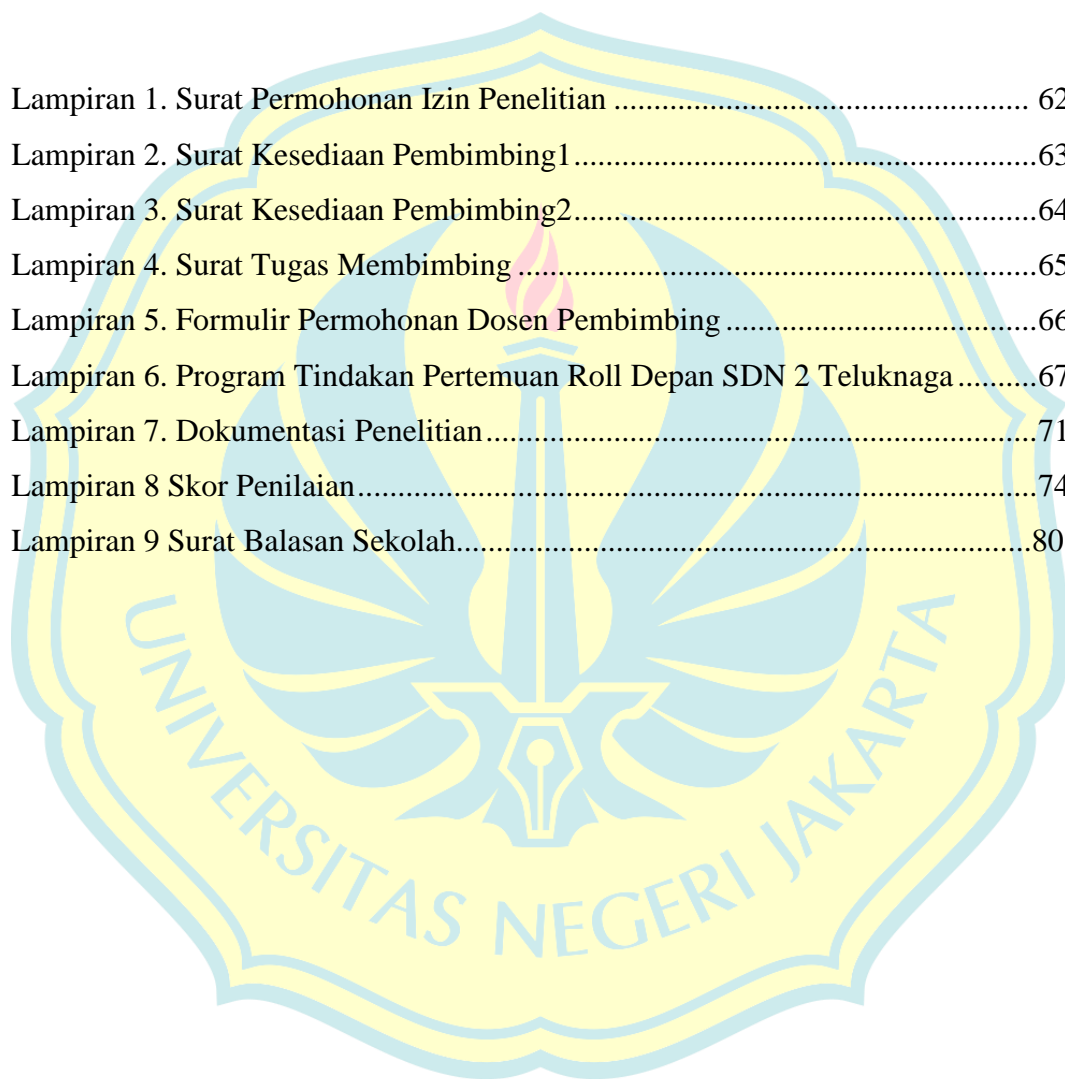 Lampiran 1. Surat Permohonan Izin Penelitian ............................................................ 62
Lampiran 2. Surat Kesediaan Pembimbing1..................................................................63
Lampiran 3. Surat Kesediaan Pembimbing2..................................................................64
Lampiran 4. Surat Tugas Membimbing ..........................................................................65
Lampiran 5. Formulir Permohonan Dosen Pembimbing ..............................................66
Lampiran 6. Program Tindakan Pertemuan Roll Depan SDN 2 Teluknaga ..........67
Lampiran 7. Dokumentasi Penelitian...............................................................................71
Lampiran 8 Skor Penilaian.................................................................................................74
Lampiran 9 Surat Balasan Sekolah..................................................................................80
UNIVERSITAS NEGERI JAKARTA